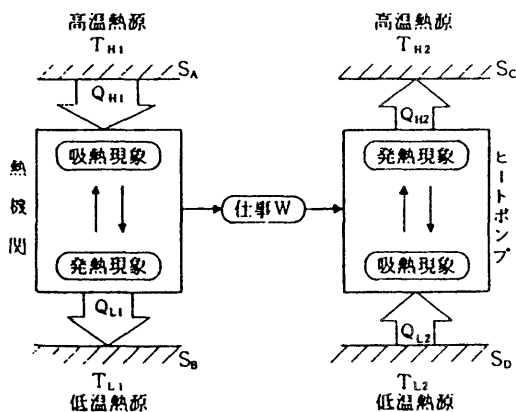 高温熱源
T_H1
S_A
Q_H1
熱機関
吸熱現象
発熱現象
Q_L1
S_B
T_L1
低温熱源
仕事W
高温熱源
T_H2
S_C
Q_H2
ヒートポンプ
発熱現象
吸熱現象
Q_L2
S_D
T_L2
低温熱源